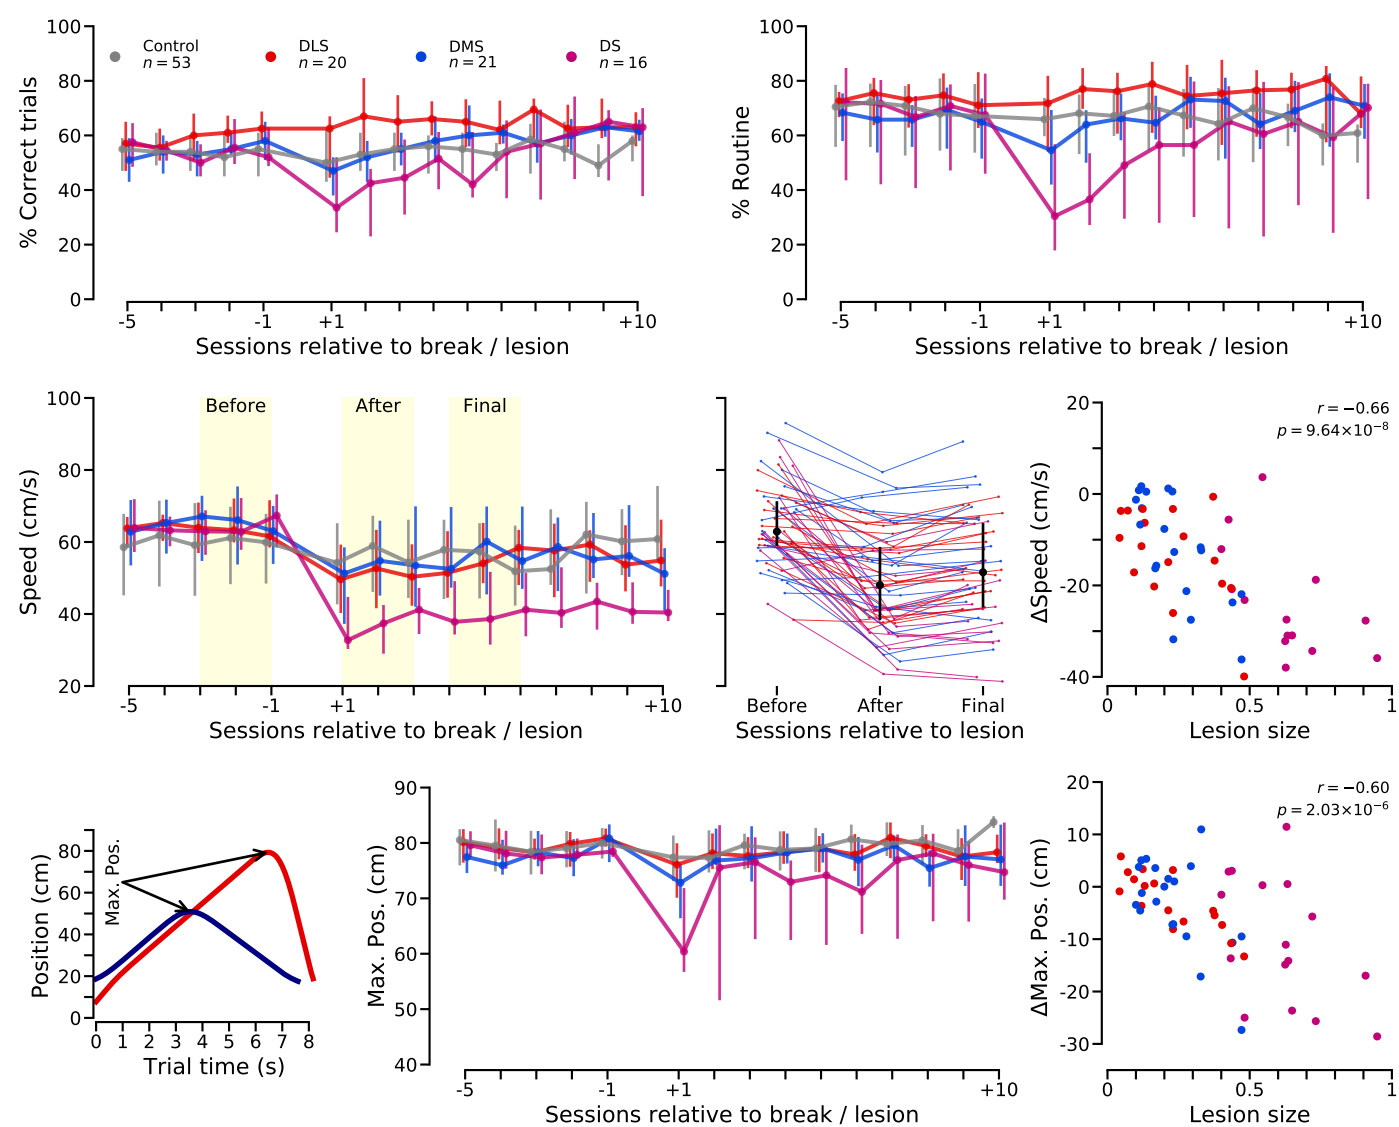 100
80
60
40
20
0
% Correct trials
Control
n = 53
DLS
n = 20
DMS
n = 21
DS
n = 16
-5
-1
+1
+10
Sessions relative to break / lesion
100
80
60
40
20
0
% Routine
-5
-1
+1
+10
Sessions relative to break / lesion
100
80
60
40
20
Speed (cm/s)
Before
After
Final
-5
-1
+1
+10
Sessions relative to break / lesion
Before
After
Final
Sessions relative to lesion
20
0
-20
-40
ΔSpeed (cm/s)
r = −0.66
p = 9.64×10⁻⁸
0
0.5
1
Lesion size
80
60
40
20
0
Position (cm)
Max. Pos.
0 1 2 3 4 5 6 7 8
Trial time (s)
90
80
70
60
50
40
Max. Pos. (cm)
-5
-1
+1
+10
Sessions relative to break / lesion
20
10
0
-10
-20
-30
ΔMax. Pos. (cm)
r = −0.60
p = 2.03×10⁻⁶
0
0.5
1
Lesion size